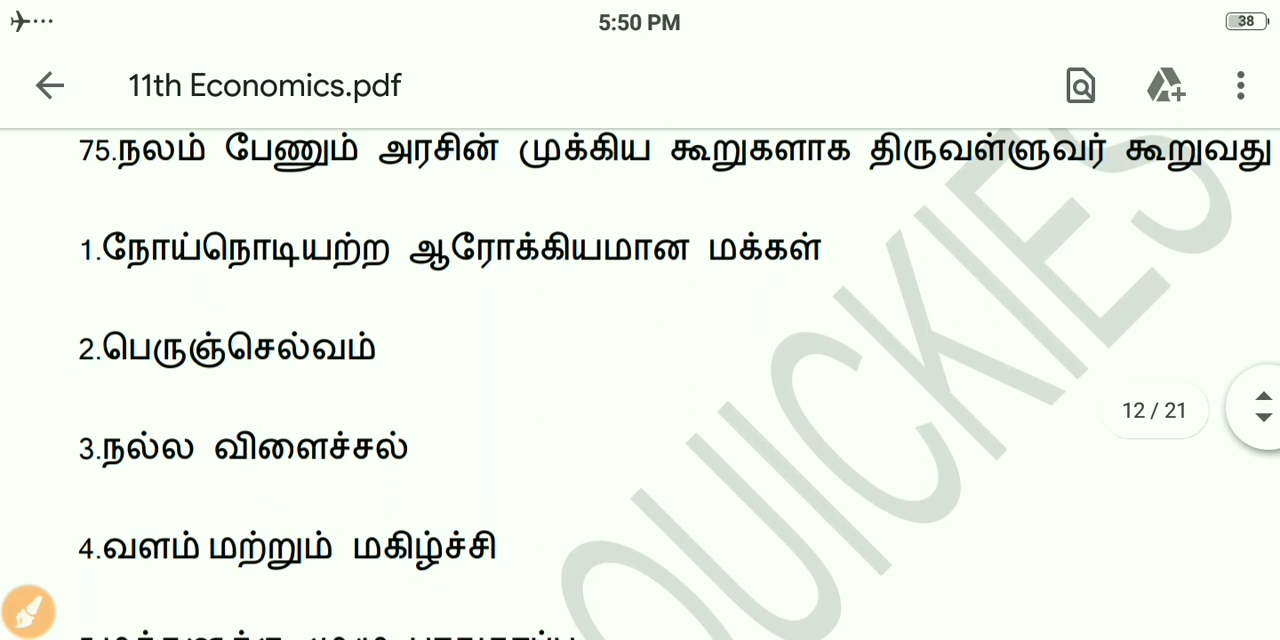 5:50 PM
38
11th Economics.pdf
75.நலம் பேணும் அரசின் முக்கிய கூறுகளாக திருவள்ளுவர் கூறுவது
1.நோய்நொடியற்ற ஆரோக்கியமான மக்கள்
2.பெருஞ்செல்வம்
12 / 21
3.நல்ல விளைச்சல்
4.வளம் மற்றும் மகிழ்ச்சி
QUICKIES